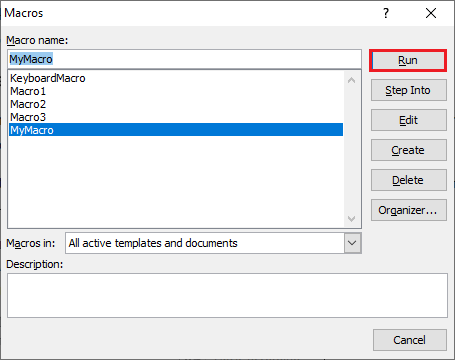 Macros
Macro name:
MyMacro
Run
KeyboardMacro
Macro1
Macro2
Macro3
MyMacro
Step Into
Edit
Create
Delete
Organizer...
Macros in:
All active templates and documents
Description:
Cancel